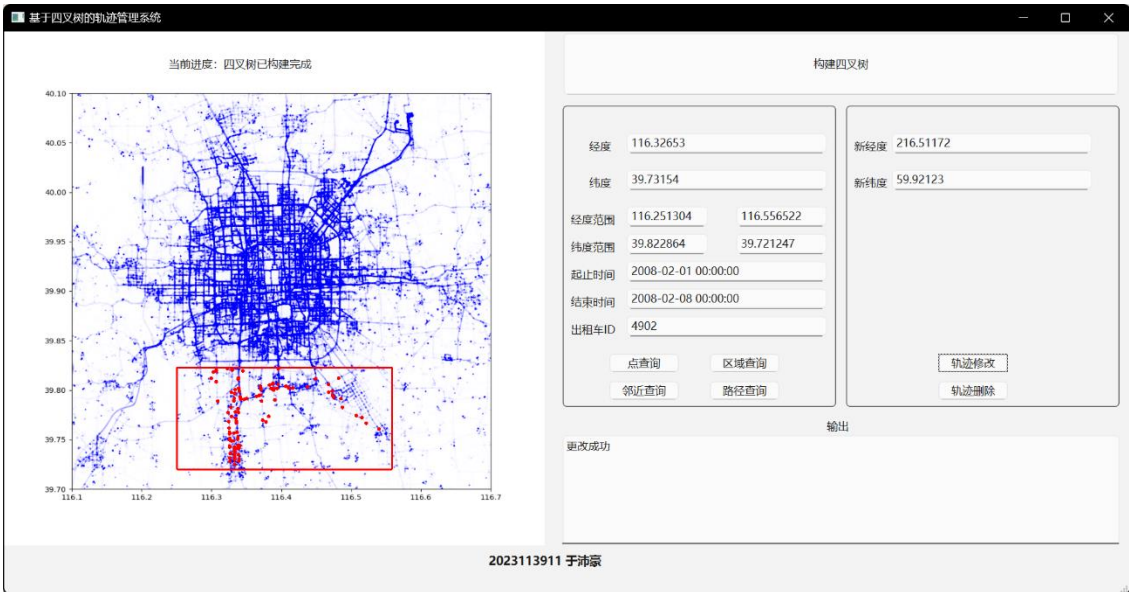 基于四叉树的轨迹管理系统
当前进度：四叉树已构建完成
40.10
40.05
40.00
39.95
39.90
39.85
39.80
39.75
39.70
116.1 116.2 116.3 116.4 116.5 116.6 116.7
构建四叉树
经度 116.32653
纬度 39.73154
经度范围 116.251304 116.556522
纬度范围 39.822864 39.721247
起止时间 2008-02-01 00:00:00
结束时间 2008-02-08 00:00:00
出租车ID 4902
点查询 区域查询
邻近查询 路径查询
新经度 216.51172
新纬度 59.92123
轨迹修改
轨迹删除
输出
更改成功
2023113911 于沛豪